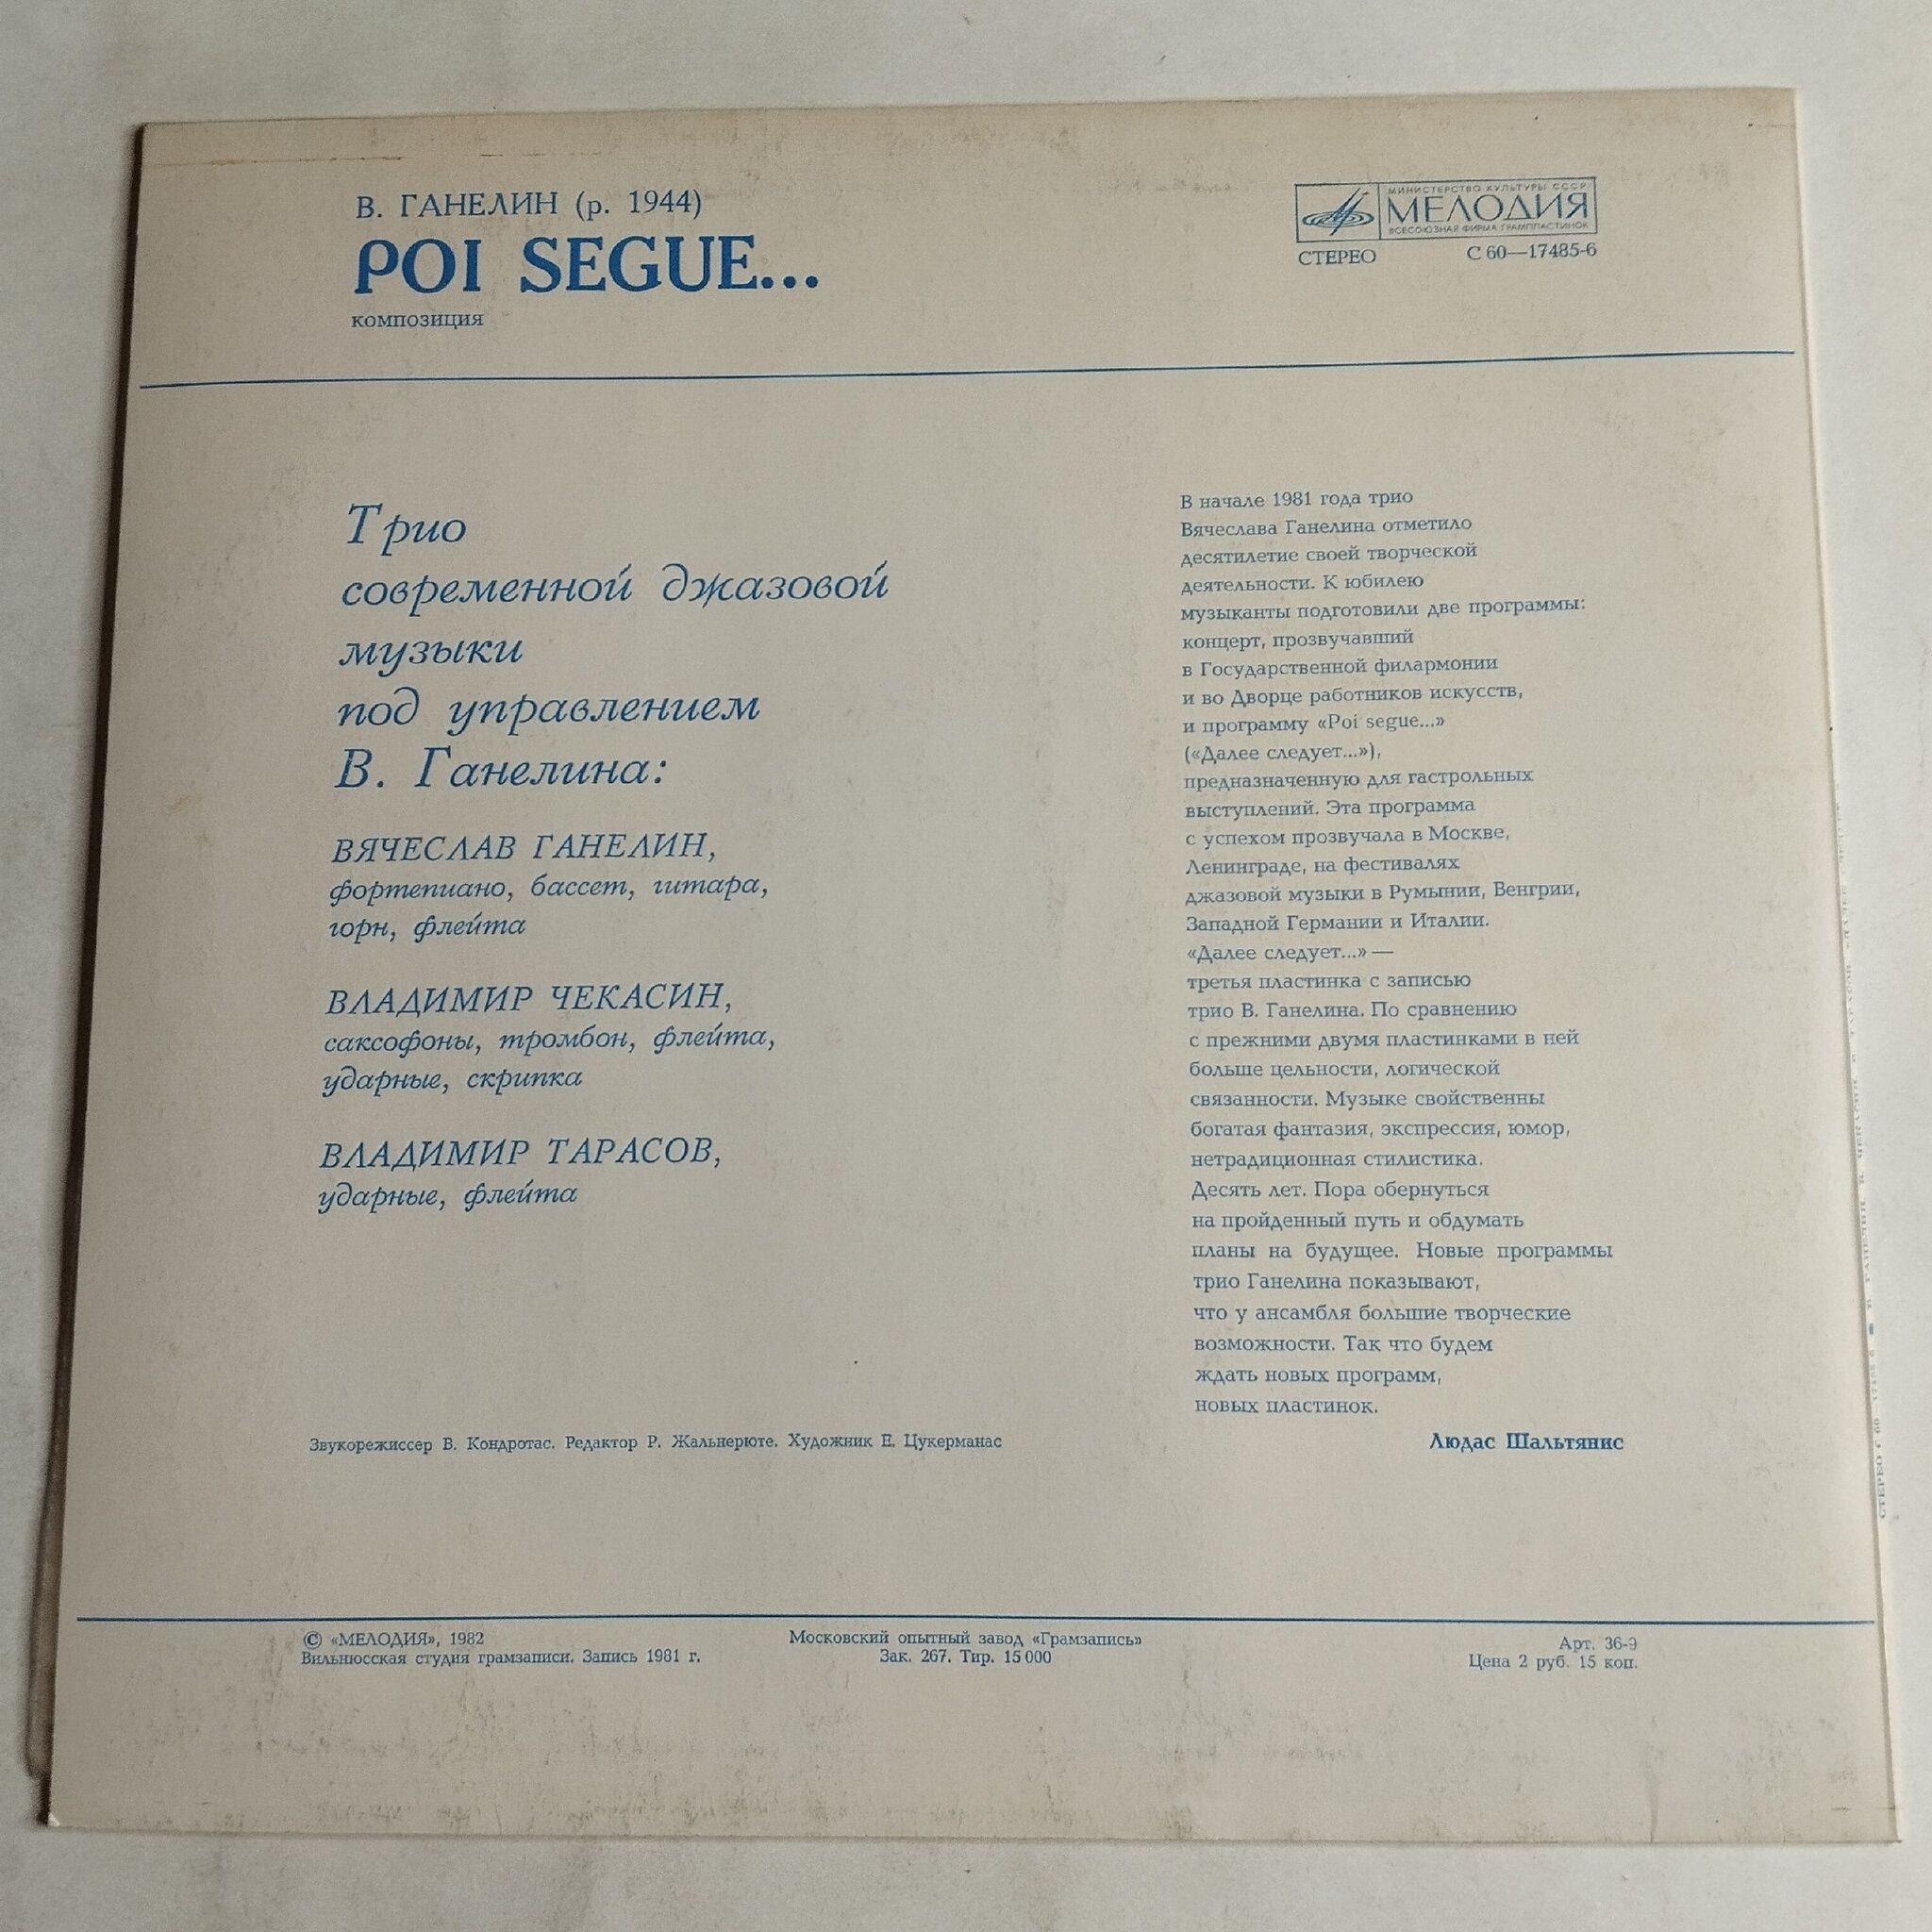 В. ГАНЕЛИН (р. 1944)
POI SEGUE...
композиция
МИНИСТЕРСТВО КУЛЬТУРЫ СССР
МЕЛОДИЯ
ВСЕСОЮЗНАЯ ФИРМА ГРАМПЛАСТИНОК
СТЕРЕО С 60—17485-6
Трио
современной джазовой
музыки
под управлением
В. Ганелина:
ВЯЧЕСЛАВ ГАНЕЛИН,
фортепиано, бассет, гитара,
горн, флейта
ВЛАДИМИР ЧЕКАСИН,
саксофоны, тромбон, флейта,
ударные, скрипка
ВЛАДИМИР ТАРАСОВ,
ударные, флейта
В начале 1981 года трио
Вячеслава Ганелина отметило
десятилетие своей творческой
деятельности. К юбилею
музыканты подготовили две программы:
концерт, прозвучавший
в Государственной филармонии
и во Дворце работников искусств,
и программу «Poi segue...»
(«Далее следует...»),
предназначенную для гастрольных
выступлений. Эта программа
с успехом прозвучала в Москве,
Ленинграде, на фестивалях
джазовой музыки в Румынии, Венгрии,
Западной Германии и Италии.
«Далее следует...» —
третья пластинка с записью
трио В. Ганелина. По сравнению
с прежними двумя пластинками в ней
больше цельности, логической
связанности. Музыке свойственны
богатая фантазия, экспрессия, юмор,
нетрадиционная стилистика.
Десять лет. Пора обернуться
на пройденный путь и обдумать
планы на будущее. Новые программы
трио Ганелина показывают,
что у ансамбля большие творческие
возможности. Так что будем
ждать новых программ,
новых пластинок.
Людас Шальтянис
Звукорежиссер В. Кондротас. Редактор Р. Жальнерюте. Художник Е. Цукерманас
© «МЕЛОДИЯ», 1982
Вильнюсская студия грамзаписи. Запись 1981 г.
Московский опытный завод «Грамзапись»
Зак. 267. Тир. 15 000
Арт. 36-9
Цена 2 руб. 15 коп.
СТЕРЕО С 60